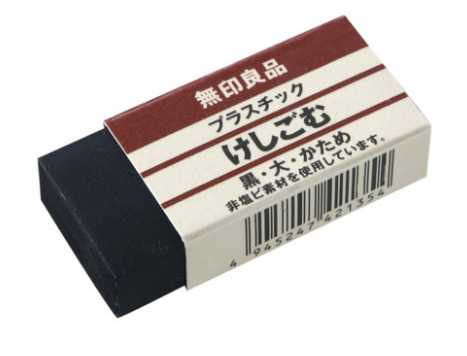 無印良品
プラスチック
けしごむ
黒・大・かため
非塩ビ素材を使用しています。
4 945247 421354